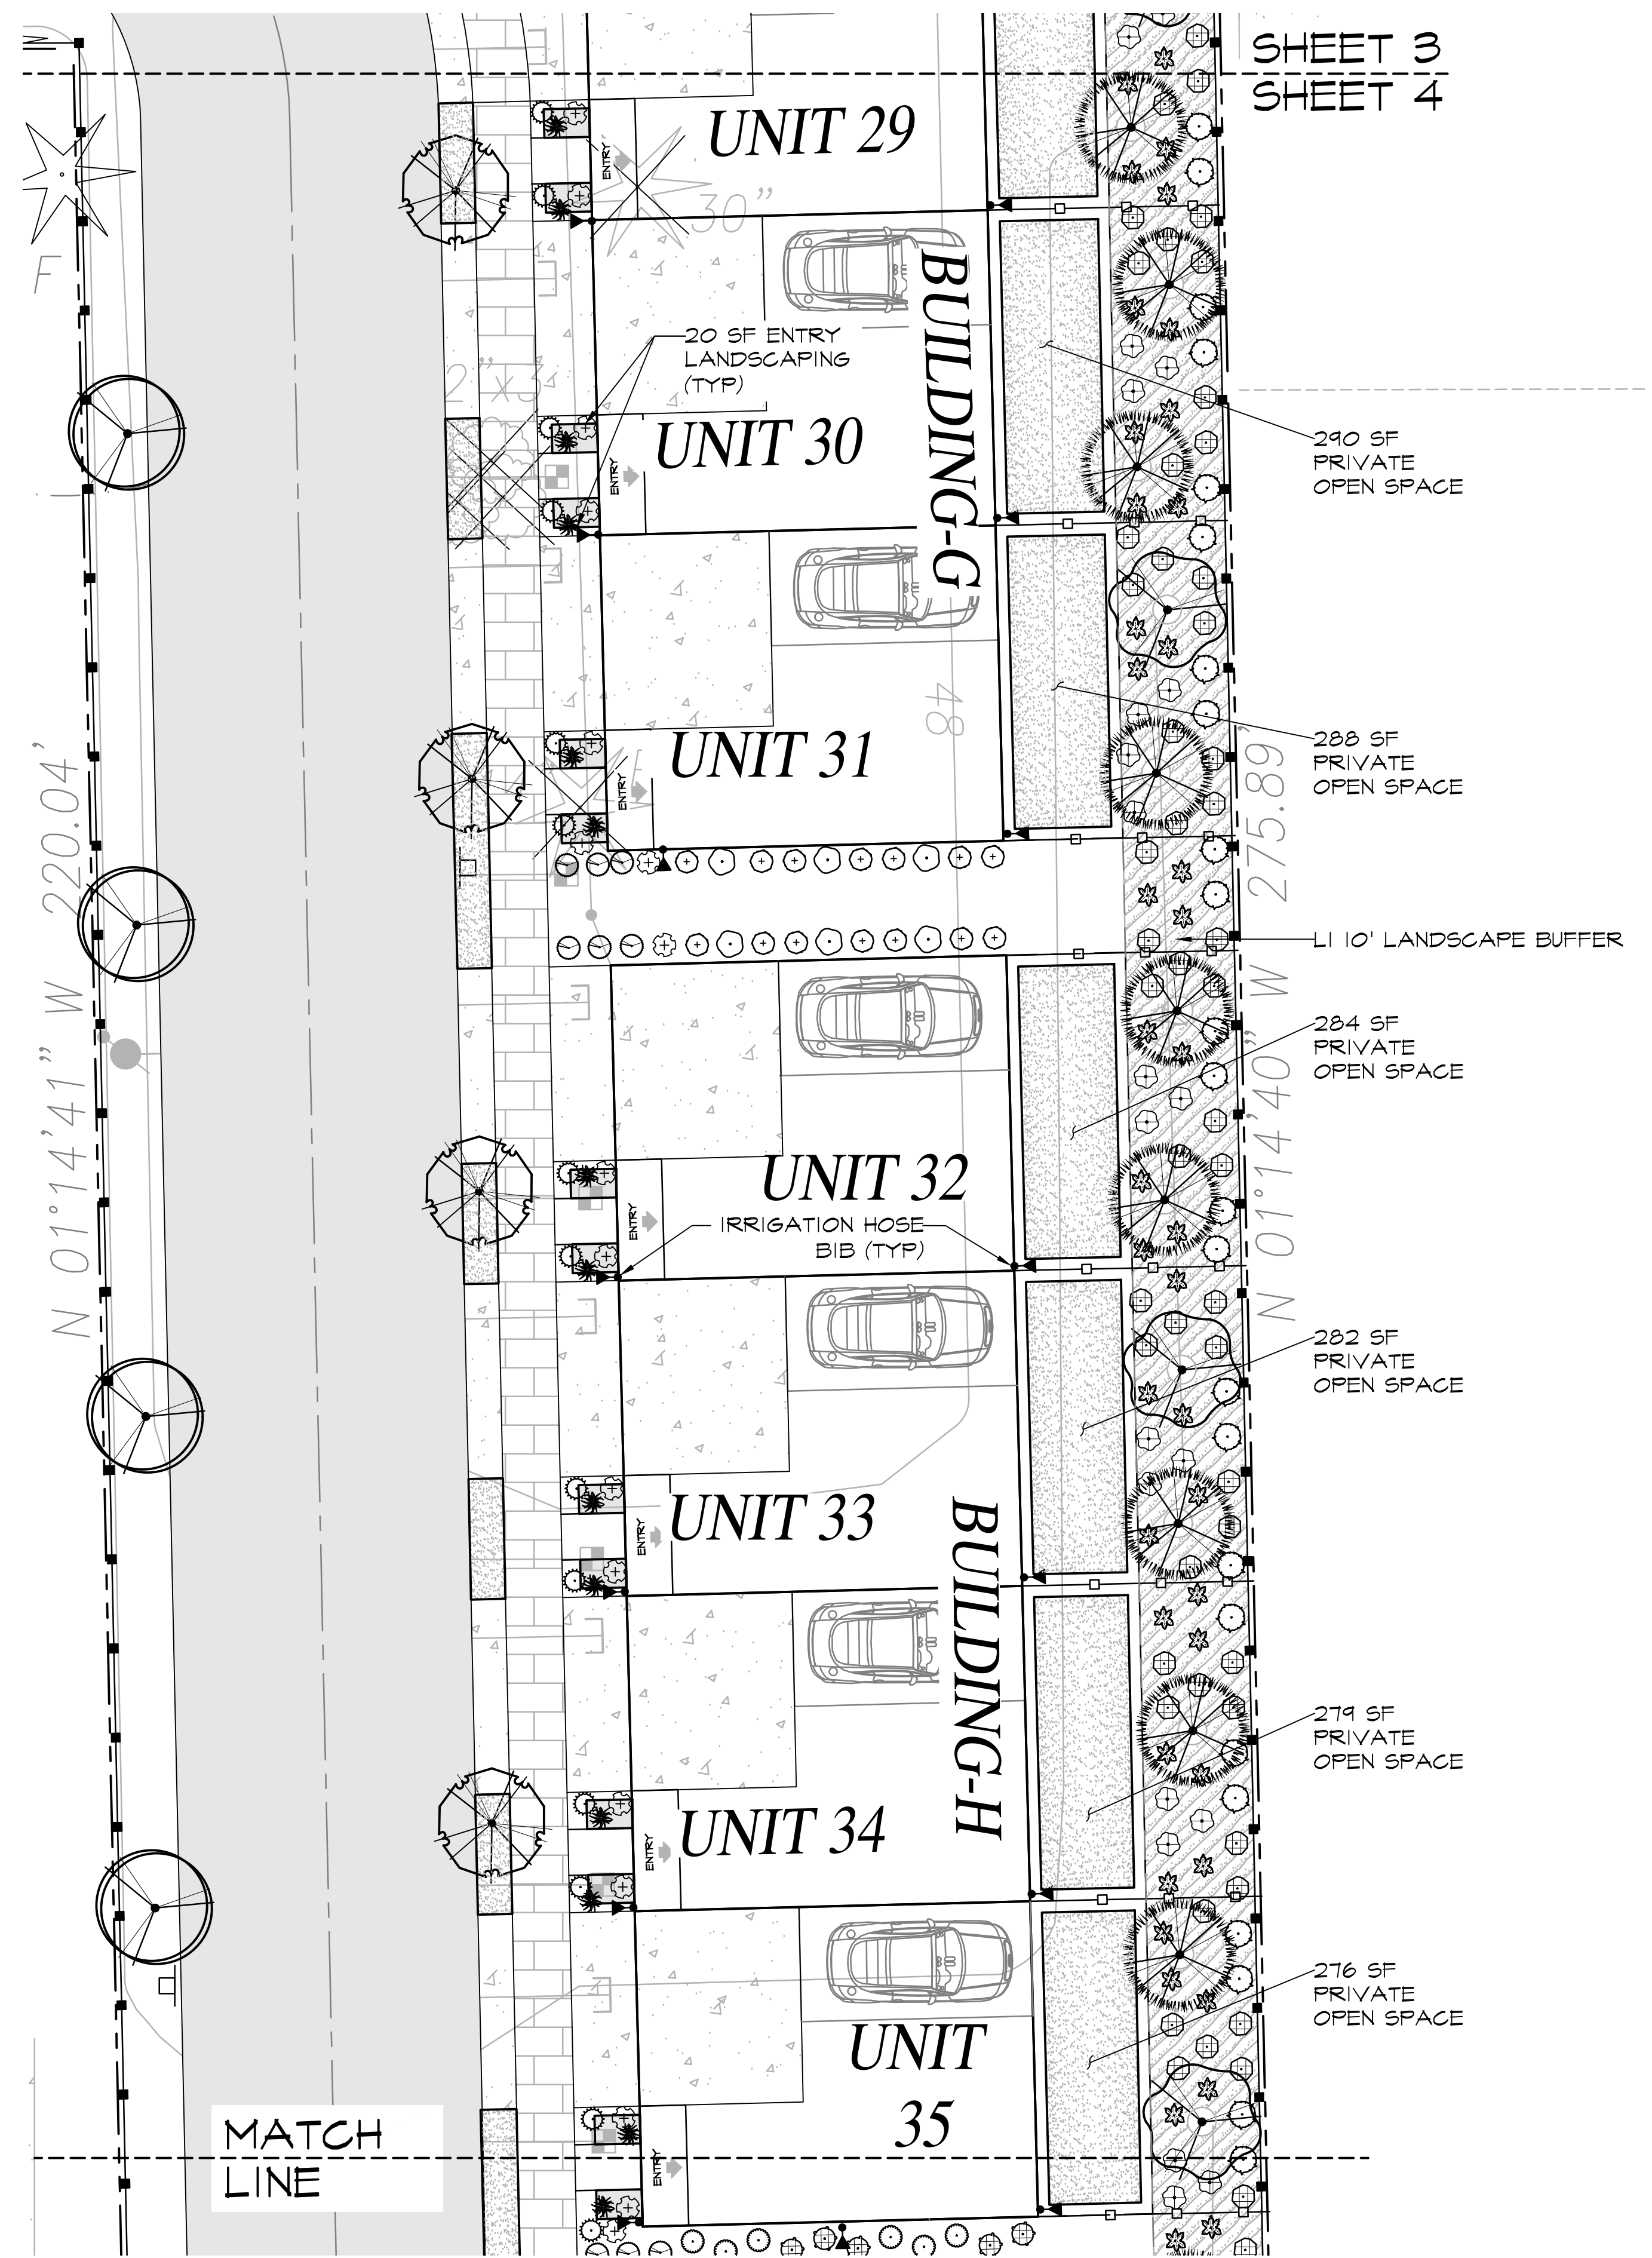 SHEET 3
SHEET 4
UNIT 29
ENTRY
30"
F
BUILDING-G
20 SF ENTRY
LANDSCAPING
(TYP)
2"x3
UNIT 30
ENTRY
290 SF
PRIVATE
OPEN SPACE
48
UNIT 31
ENTRY
288 SF
PRIVATE
OPEN SPACE
N 01°14'41" W 220.04'
N 01°14'40" W 275.89'
L1 10' LANDSCAPE BUFFER
284 SF
PRIVATE
OPEN SPACE
UNIT 32
ENTRY
IRRIGATION HOSE
BIB (TYP)
282 SF
PRIVATE
OPEN SPACE
UNIT 33
ENTRY
BUILDING-H
279 SF
PRIVATE
OPEN SPACE
UNIT 34
ENTRY
276 SF
PRIVATE
OPEN SPACE
UNIT
35
ENTRY
MATCH
LINE